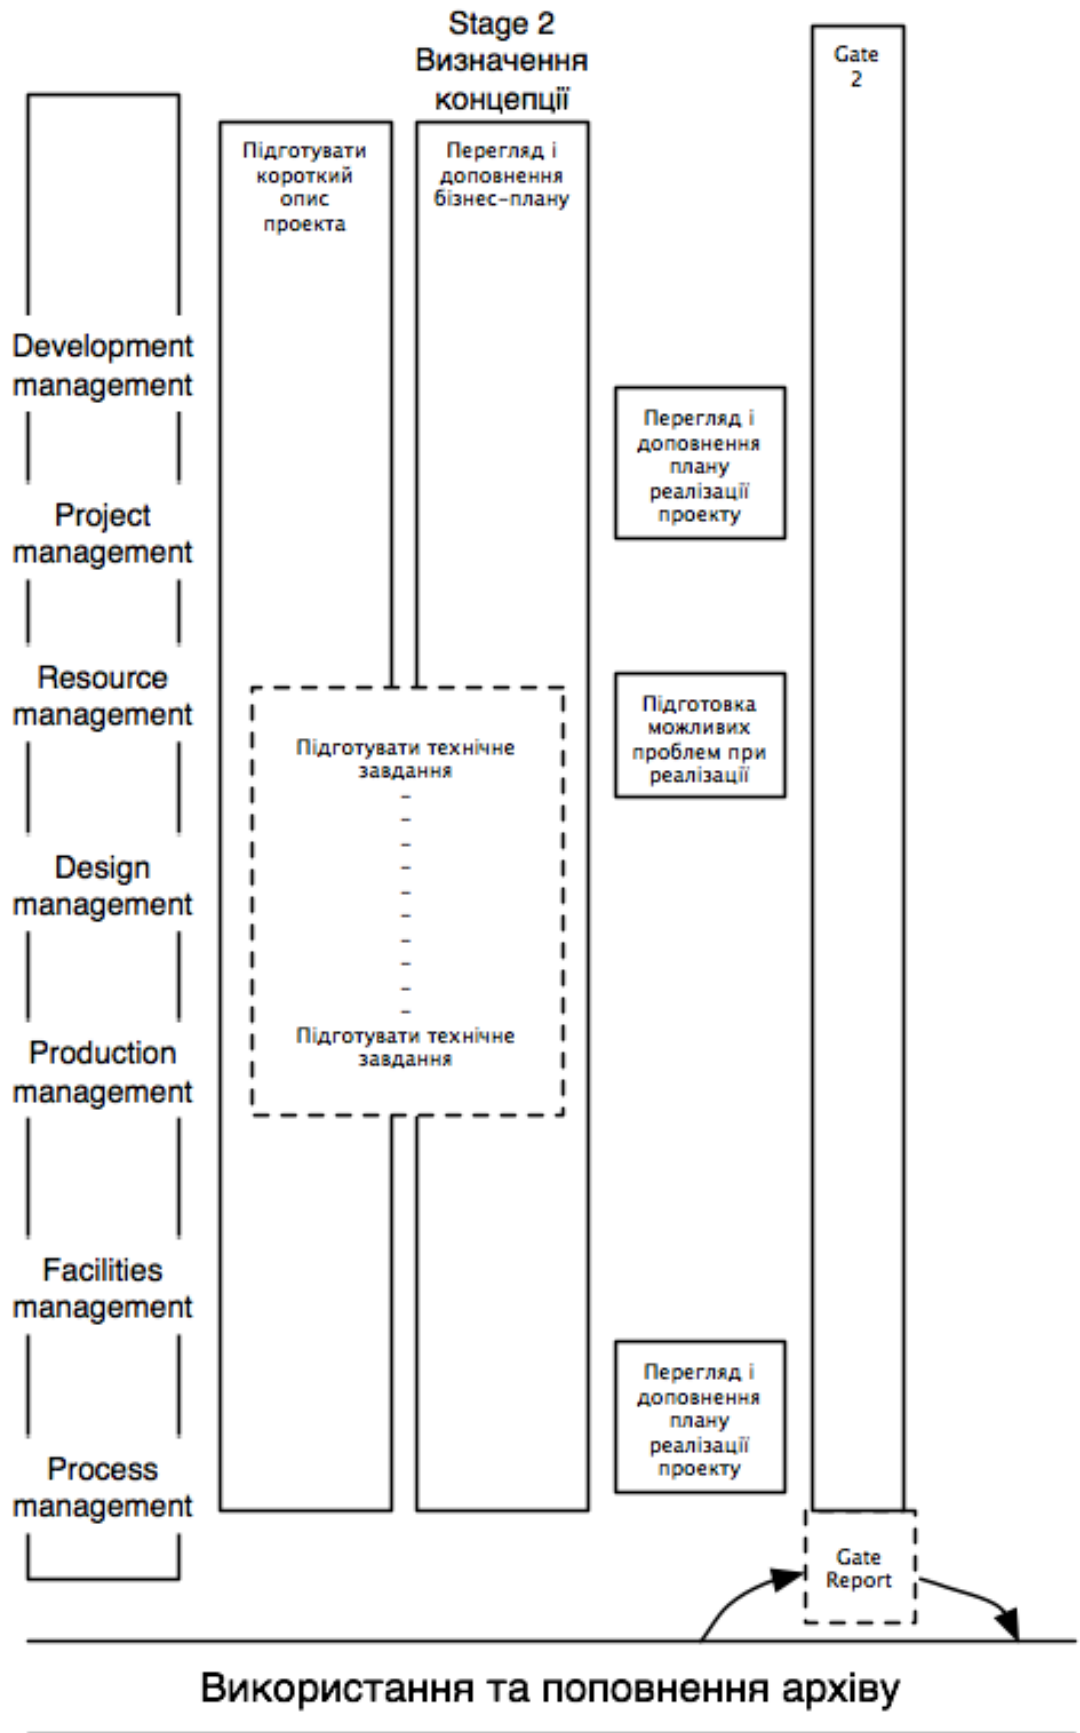 Stage 2
Визначення
концепції
Gate
2
Підготувати
короткий
опис
проекта
Перегляд і
доповнення
бізнес-плану
Development
management
Перегляд і
доповнення
плану
реалізації
проекту
Project
management
Resource
management
Підготовка
можливих
проблем при
реалізації
Підготувати технічне
завдання
-
-
-
-
-
-
-
-
-
-
Підготувати технічне
завдання
Design
management
Production
management
Facilities
management
Перегляд і
доповнення
плану
реалізації
проекту
Process
management
Gate
Report
Використання та поповнення архіву